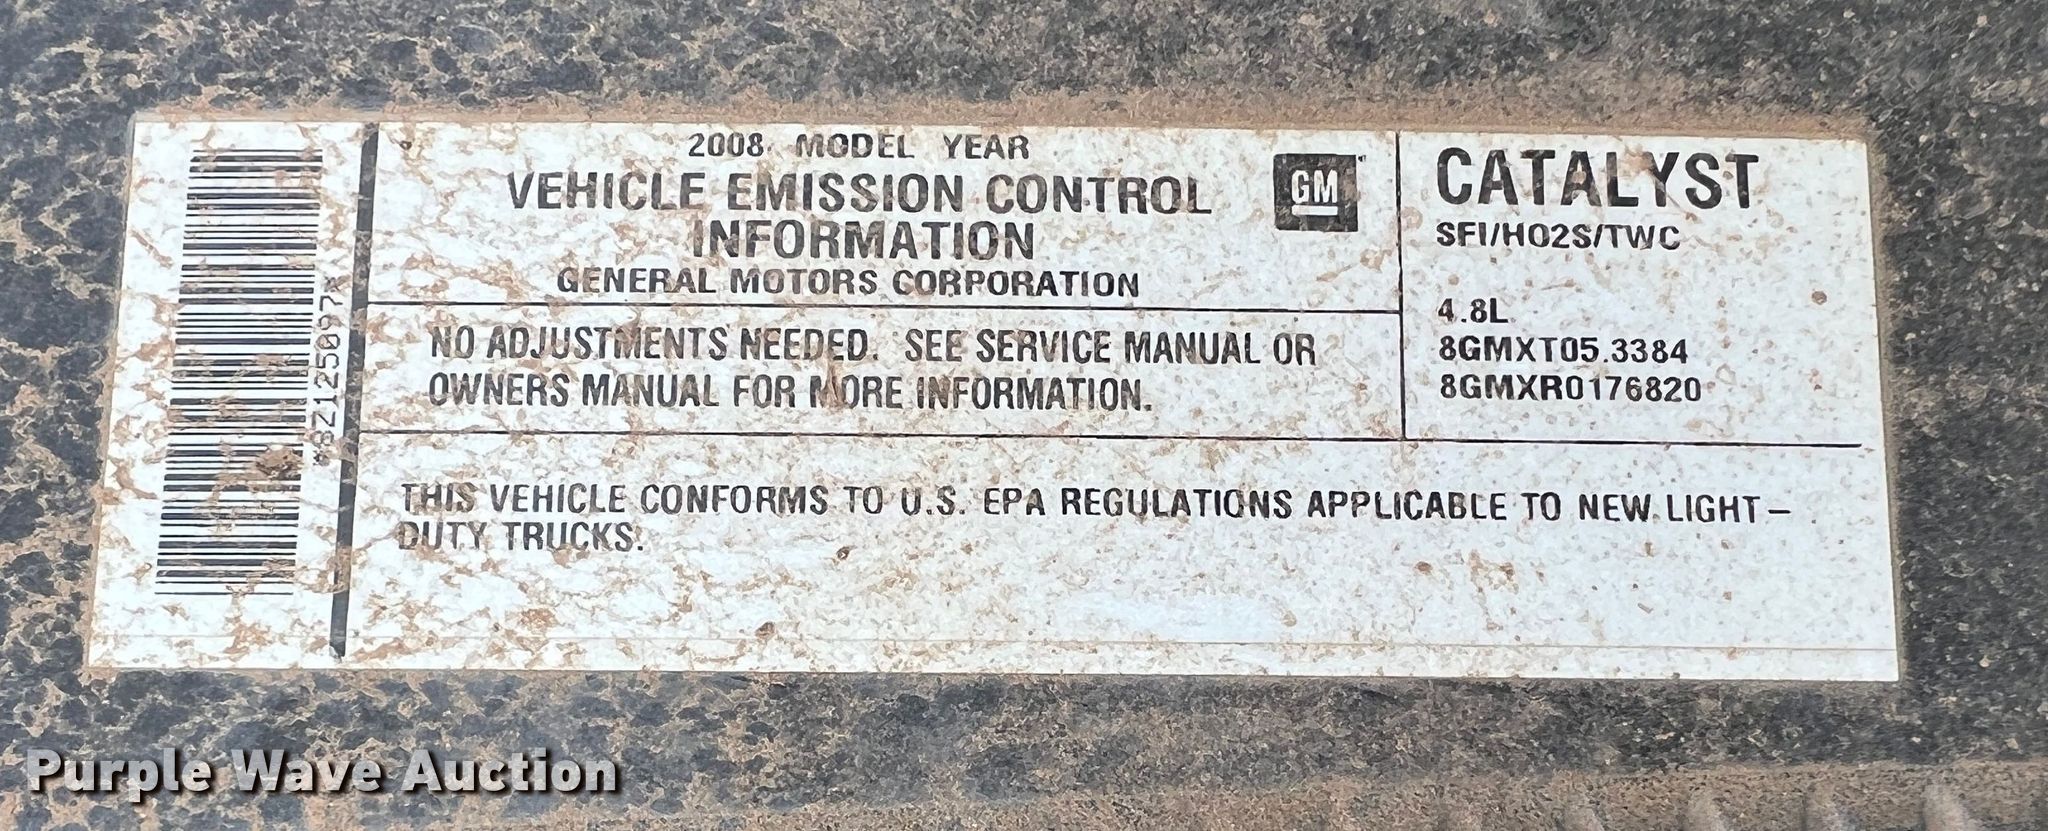 2008 MODEL YEAR
VEHICLE EMISSION CONTROL
INFORMATION
GENERAL MOTORS CORPORATION
GM
CATALYST
SFI/HO2S/TWC
4.8L
8GMXT05.3384
8GMXR0176820
NO ADJUSTMENTS NEEDED. SEE SERVICE MANUAL OR
OWNERS MANUAL FOR MORE INFORMATION.
THIS VEHICLE CONFORMS TO U.S. EPA REGULATIONS APPLICABLE TO NEW LIGHT-
DUTY TRUCKS.
Purple Wave Auction